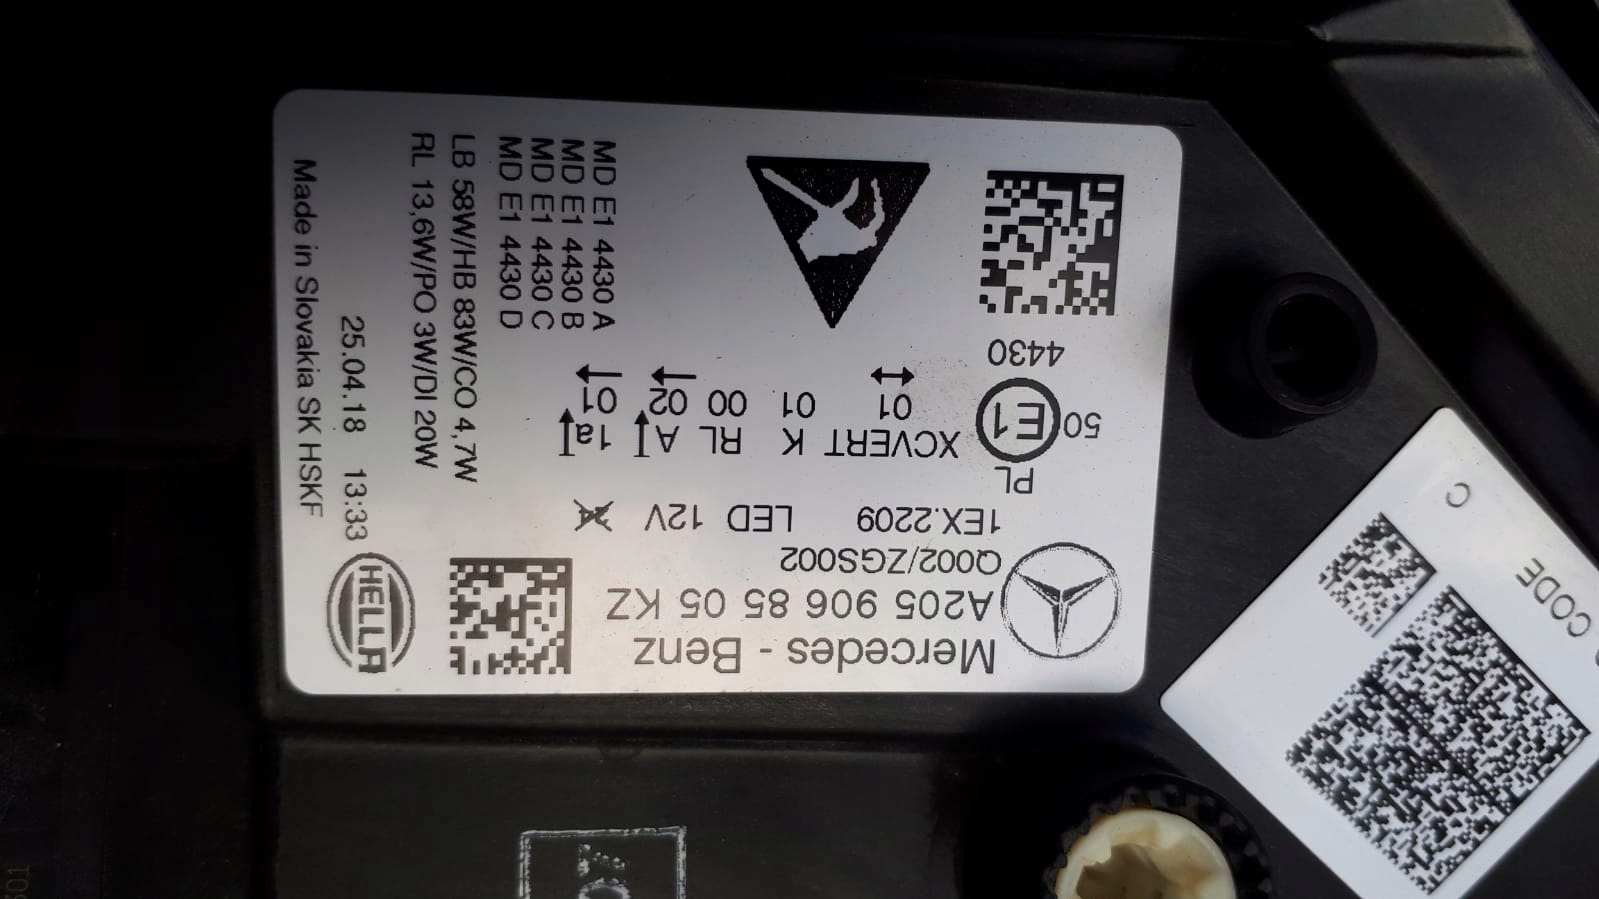 Mercedes - Benz
A205 906 85 05 KZ
Q002/ZGS002
1EX.2209 LED 12V 24
PL
XCVERT K RL A 1a
50 E1
01 01 00 02 01
4430
HELLA
25.04.18 13:33
Made in Slovakia SK HSKF
MD E1 4430 A
MD E1 4430 B
MD E1 4430 C
MD E1 4430 D
LB 58W/HB 83W/CO 4,7W
RL 13,6W/PO 3W/DI 20W
C
CODE